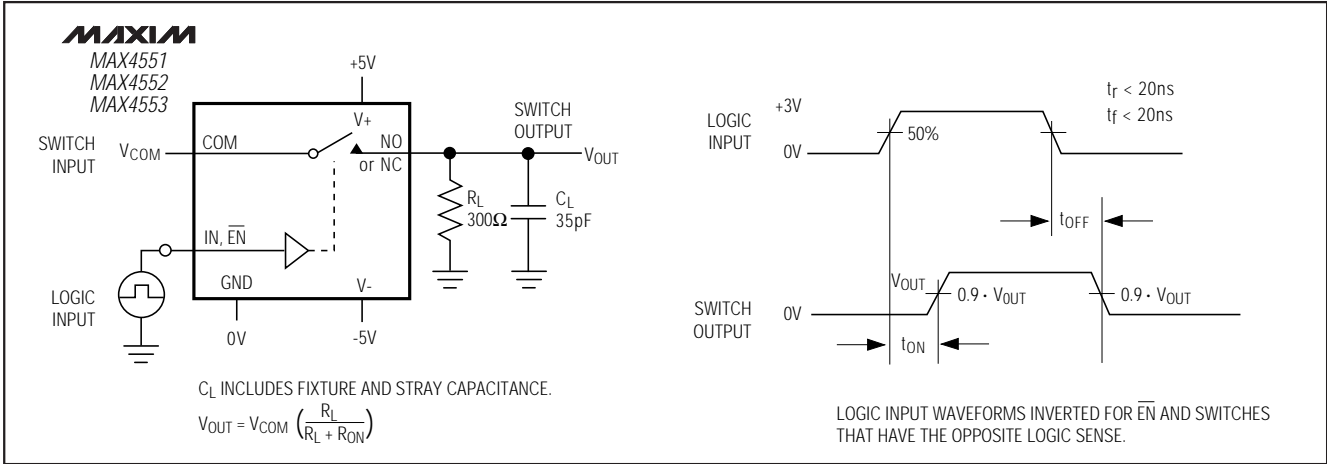 MAXIM
MAX4551
MAX4552
MAX4553
+5V
V+
SWITCH
INPUT
VCOM
COM
NO
or NC
SWITCH
OUTPUT
VOUT
RL
300Ω
CL
35pF
IN, E̅N̅
LOGIC
INPUT
GND
V-
0V
-5V
CL INCLUDES FIXTURE AND STRAY CAPACITANCE.
VOUT = VCOM (RL / RL + RON)
LOGIC
INPUT
+3V
0V
50%
tr < 20ns
tf < 20ns
tOFF
SWITCH
OUTPUT
VOUT
0V
0.9 · V0UT
0.9 · VOUT
tON
LOGIC INPUT WAVEFORMS INVERTED FOR E̅N̅ AND SWITCHES
THAT HAVE THE OPPOSITE LOGIC SENSE.